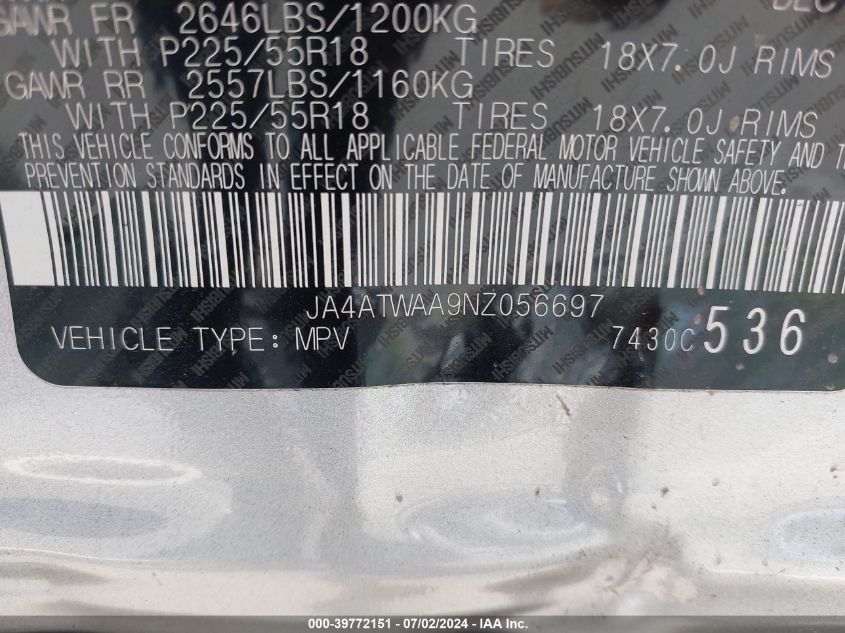 GAWR FR 2646LBS/1200KG
WITH P225/55R18 TIRES 18X7.0J RIMS
GAWR RR 2557LBS/1160KG
WITH P225/55R18 TIRES 18X7.0J RIMS
THIS VEHICLE CONFORMS TO ALL APPLICABLE FEDERAL MOTOR VEHICLE SAFETY AND
PREVENTION STANDARDS IN EFFECT ON THE DATE OF MANUFACTURE SHOWN ABOVE.
JA4ATWAA9NZ056697
VEHICLE TYPE: MPV 7430C 536
000-39772151 - 07/02/2024 - IAA Inc.